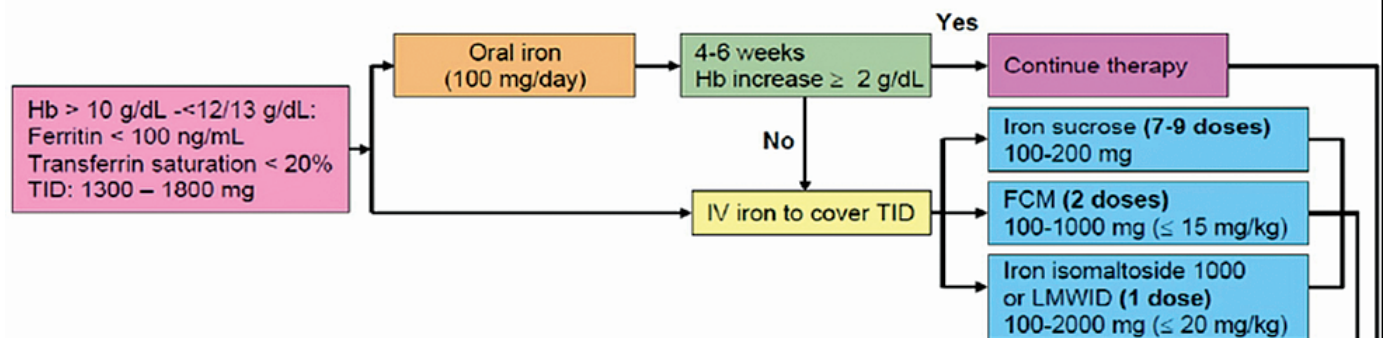 Hb > 10 g/dL -<12/13 g/dL:
Ferritin < 100 ng/mL
Transferrin saturation < 20%
TID: 1300 – 1800 mg
Oral iron
(100 mg/day)
4-6 weeks
Hb increase ≥ 2 g/dL
Yes
Continue therapy
No
IV iron to cover TID
Iron sucrose (7-9 doses)
100-200 mg
FCM (2 doses)
100-1000 mg (≤ 15 mg/kg)
Iron isomaltoside 1000
or LMWID (1 dose)
100-2000 mg (≤ 20 mg/kg)